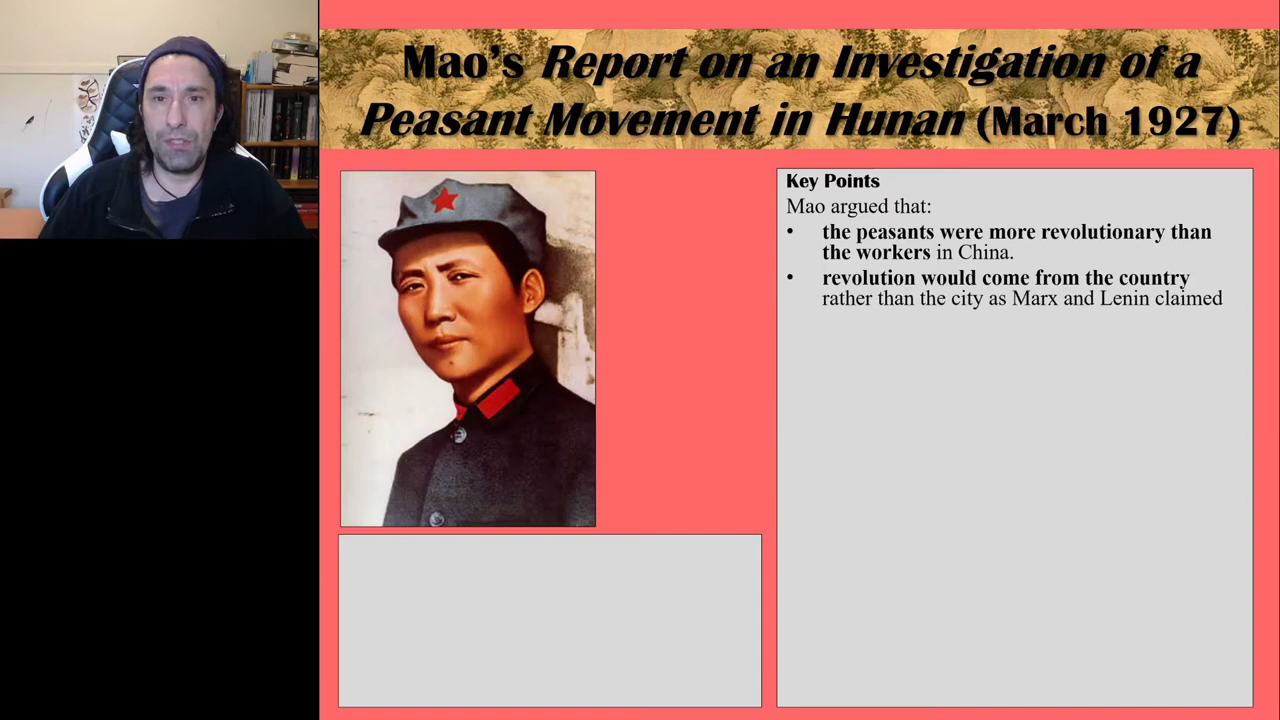 Mao's Report on an Investigation of a
Peasant Movement in Hunan (March 1927)
Key Points
Mao argued that:
• the peasants were more revolutionary than
the workers in China.
• revolution would come from the country
rather than the city as Marx and Lenin claimed